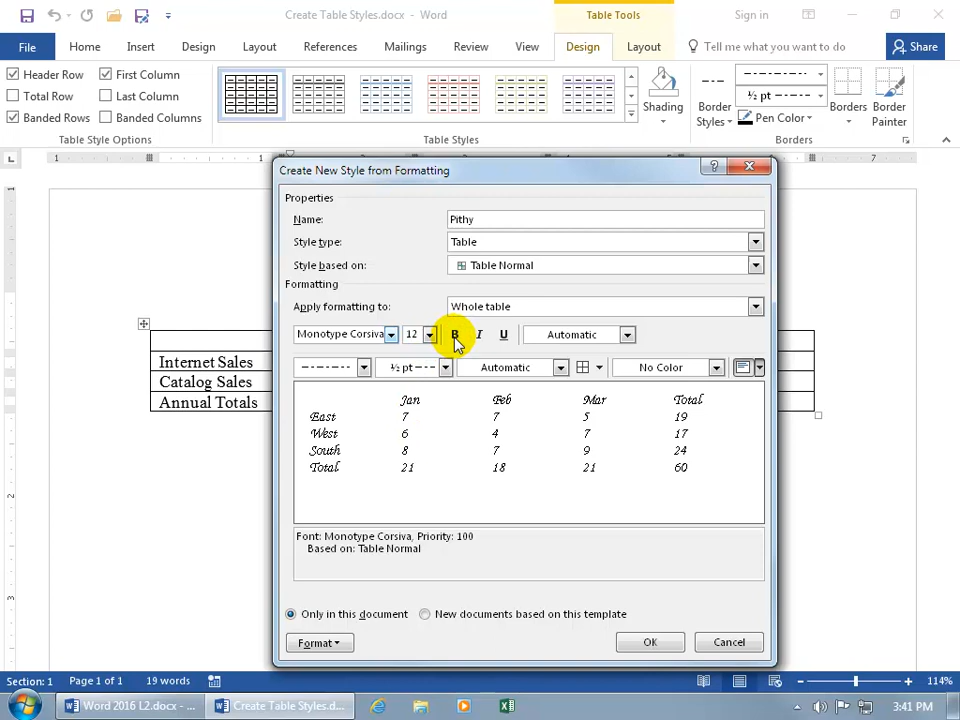 Create Table Styles.docx - Word
Table Tools
Sign in
File
Home
Insert
Design
Layout
References
Mailings
Review
View
Design
Layout
Tell me what you want to do
Share
Header Row
First Column
Total Row
Last Column
Banded Rows
Banded Columns
Table Style Options
Table Styles
Shading
Border Styles
½ pt
Pen Color
Borders
Border Painter
Borders
L
1
1
7
1
2
3
Internet Sales
Catalog Sales
Annual Totals
Create New Style from Formatting
?
Properties
Name: Pithy
Style type: Table
Style based on: Table Normal
Formatting
Apply formatting to: Whole table
Monotype Corsiva 12 B I U Automatic
½ pt Automatic No Color
Jan Feb Mar Total
East 7 7 5 19
West 6 4 7 17
South 8 7 9 24
Total 21 18 21 60
Font: Monotype Corsiva, Priority: 100
Based on: Table Normal
Only in this document
New documents based on this template
Format
OK
Cancel
Section: 1
Page 1 of 1
19 words
114%
Word 2016 L2.docx - ...
Create Table Styles.d...
3:41 PM